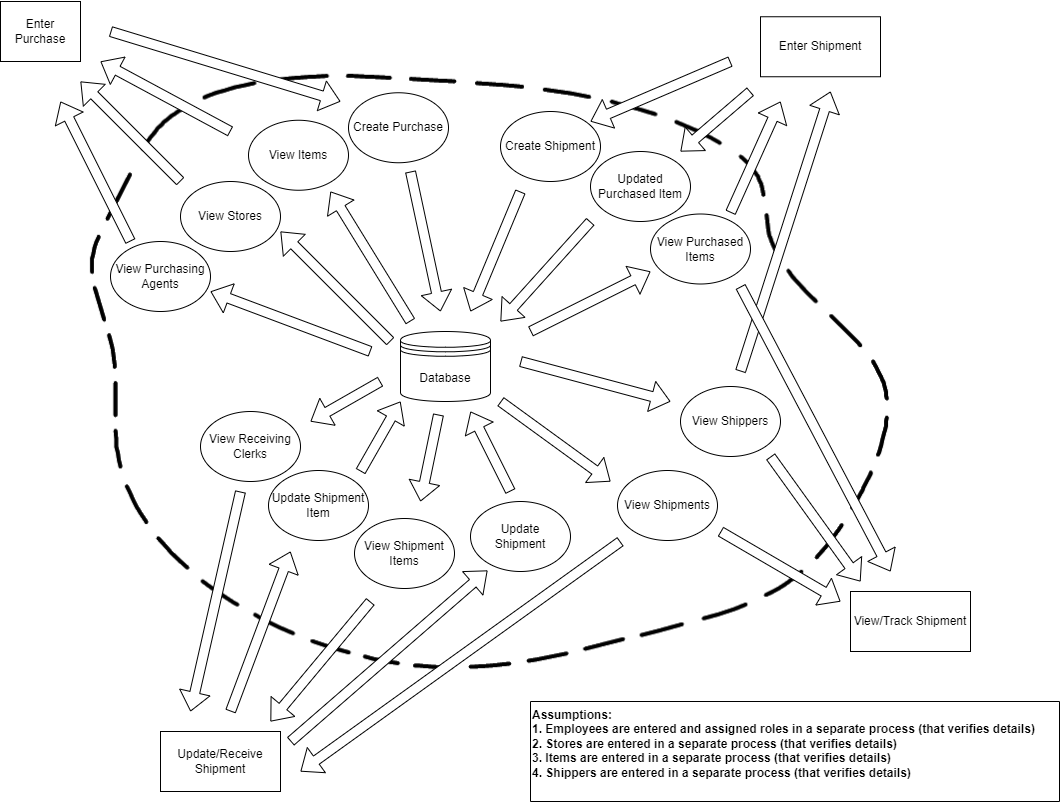 Enter
Purchase
Enter Shipment
Create Purchase
Create Shipment
View Items
Updated
Purchased Item
View Stores
View Purchased
Items
View Purchasing
Agents
Database
View Shippers
View Receiving
Clerks
Update Shipment
Item
View Shipments
Update
Shipment
View Shipment
Items
View/Track Shipment
Update/Receive
Shipment
Assumptions:
1. Employees are entered and assigned roles in a separate process (that verifies details)
2. Stores are entered in a separate process (that verifies details)
3. Items are entered in a separate process (that verifies details)
4. Shippers are entered in a separate process (that verifies details)